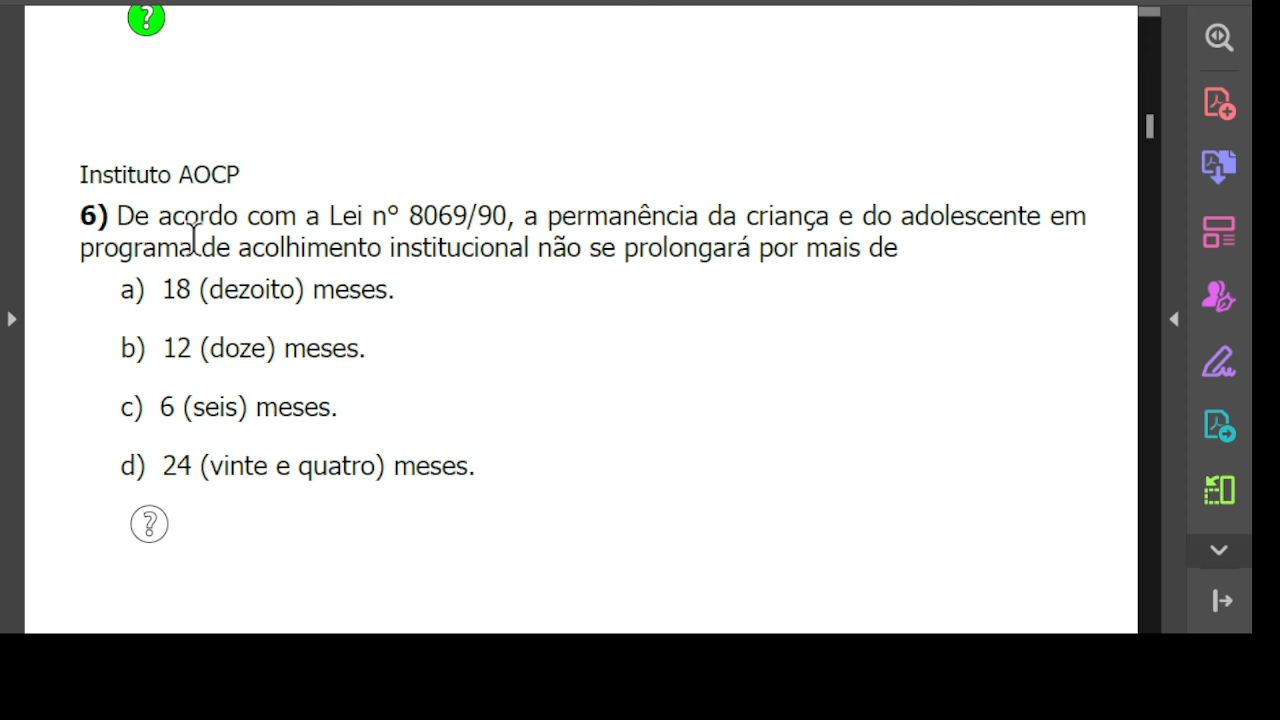 ?
Instituto AOCP
6) De acordo com a Lei nº 8069/90, a permanência da criança e do adolescente em
programa de acolhimento institucional não se prolongará por mais de
a) 18 (dezoito) meses.
b) 12 (doze) meses.
c) 6 (seis) meses.
d) 24 (vinte e quatro) meses.
?